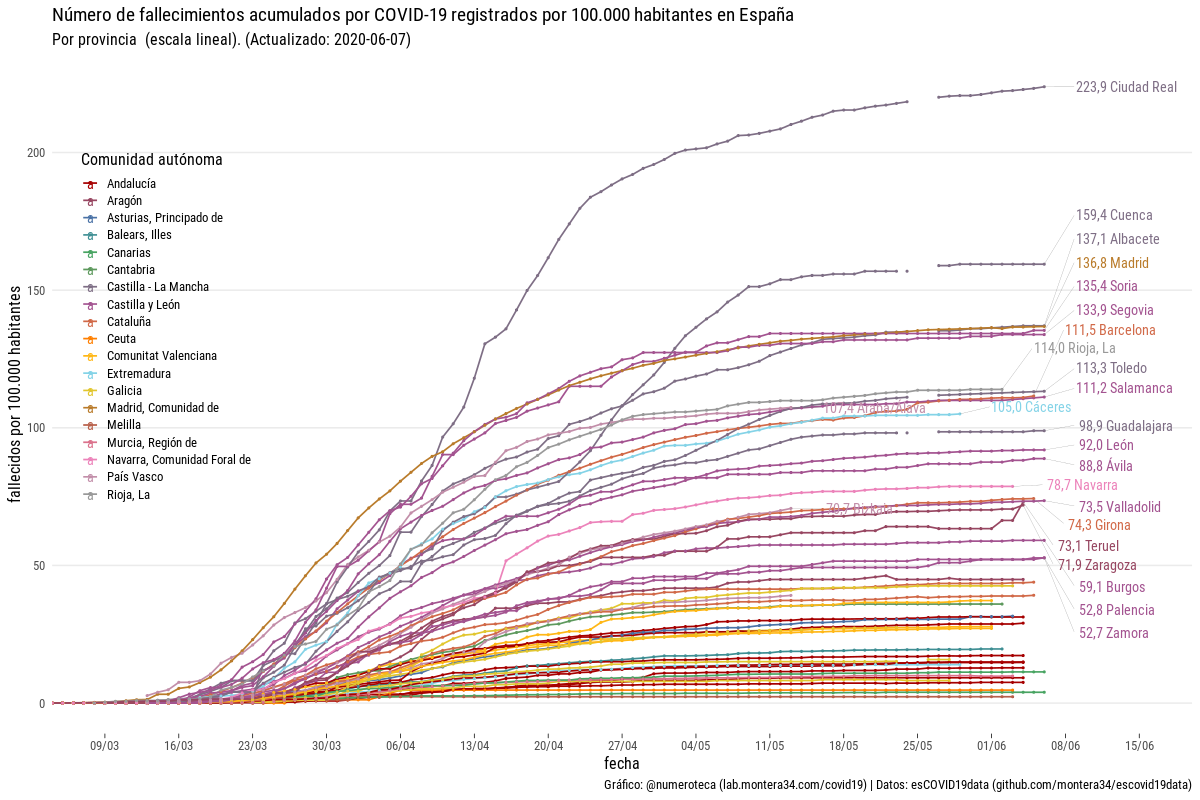 Número de fallecimientos acumulados por COVID-19 registrados por 100.000 habitantes en España
Por provincia (escala lineal). (Actualizado: 2020-06-07)
fallecidos por 100.000 habitantes
200
150
100
50
0
Comunidad autónoma
Andalucía
Aragón
Asturias, Principado de
Balears, Illes
Canarias
Cantabria
Castilla - La Mancha
Castilla y León
Cataluña
Ceuta
Comunitat Valenciana
Extremadura
Galicia
Madrid, Comunidad de
Melilla
Murcia, Región de
Navarra, Comunidad Foral de
País Vasco
Rioja, La
223,9 Ciudad Real
159,4 Cuenca
137,1 Albacete
136,8 Madrid
135,4 Soria
133,9 Segovia
111,5 Barcelona
114,0 Rioja, La
113,3 Toledo
111,2 Salamanca
107,4 Araba/Álava
105,0 Cáceres
98,9 Guadalajara
92,0 León
88,8 Ávila
78,7 Navarra
73,5 Valladolid
70,7 Bizkaia
74,3 Girona
73,1 Teruel
71,9 Zaragoza
59,1 Burgos
52,8 Palencia
52,7 Zamora
09/03
16/03
23/03
30/03
06/04
13/04
20/04
27/04
04/05
11/05
18/05
25/05
01/06
08/06
15/06
fecha
Gráfico: @numeroteca (lab.montera34.com/covid19) | Datos: esCOVID19data (github.com/montera34/escovid19data)